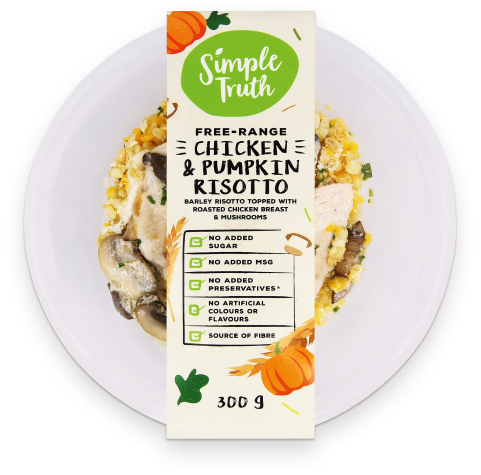 Simple
Truth
FREE-RANGE
CHICKEN
& PUMPKIN
RISOTTO
BARLEY RISOTTO TOPPED WITH
ROASTED CHICKEN BREAST
& MUSHROOMS
NO ADDED
SUGAR
NO ADDED MSG
NO ADDED
PRESERVATIVES*
NO ARTIFICIAL
COLOURS OR
FLAVOURS
SOURCE OF FIBRE
300 g